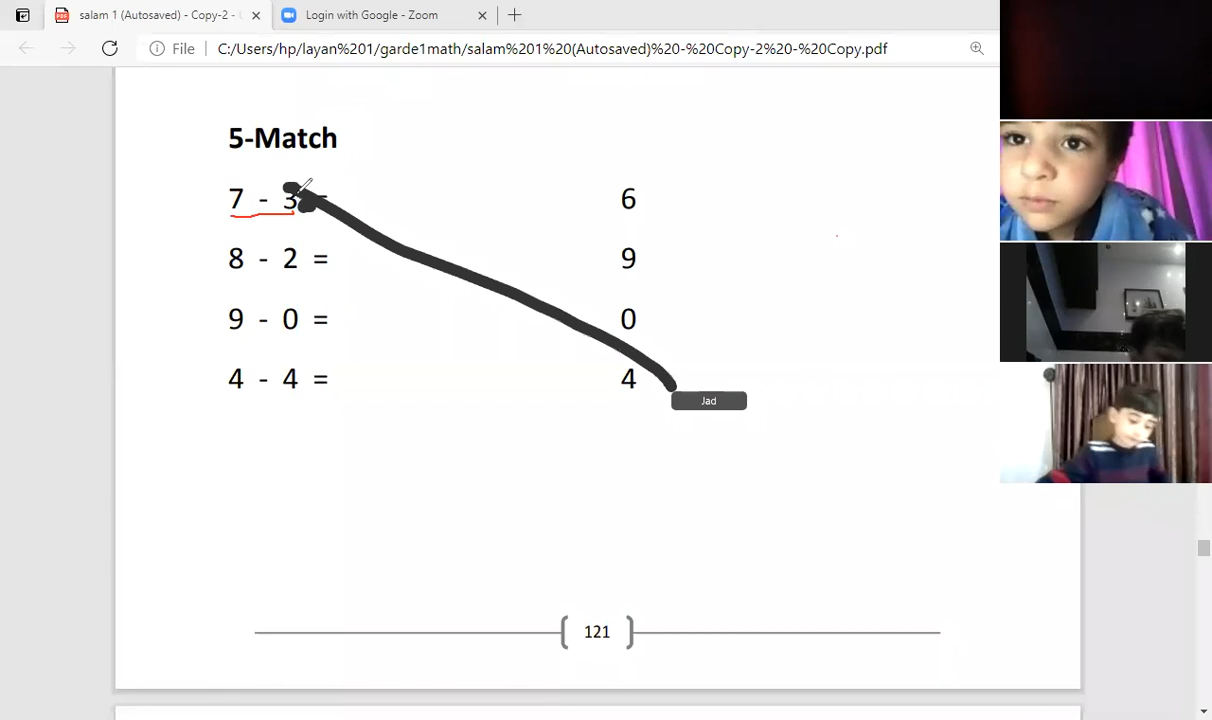 salam 1 (Autosaved) - Copy-2 -
Login with Google - Zoom
File
C:/Users/hp/layan%201/garde1math/salam%201%20(Autosaved)%20-%20Copy-2%20-%20Copy.pdf
5-Match
7 - 3 = 6
8 - 2 = 9
9 - 0 = 0
4 - 4 = 4
Jad
121